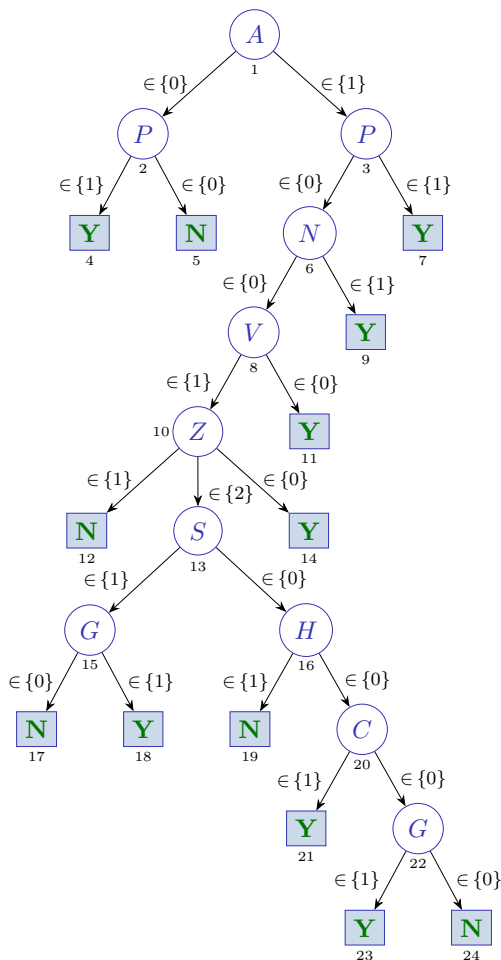 A
1
∈ {0}
∈ {1}
P
2
P
3
∈ {1}
∈ {0}
∈ {0}
∈ {1}
Y
4
N
5
N
6
Y
7
∈ {0}
∈ {1}
V
8
Y
9
∈ {1}
∈ {0}
10
Z
Y
11
∈ {1}
∈ {2}
∈ {0}
N
12
S
13
Y
14
∈ {1}
∈ {0}
G
15
H
16
∈ {0}
∈ {1}
∈ {1}
∈ {0}
N
17
Y
18
N
19
C
20
∈ {1}
∈ {0}
Y
21
G
22
∈ {1}
∈ {0}
Y
23
N
24